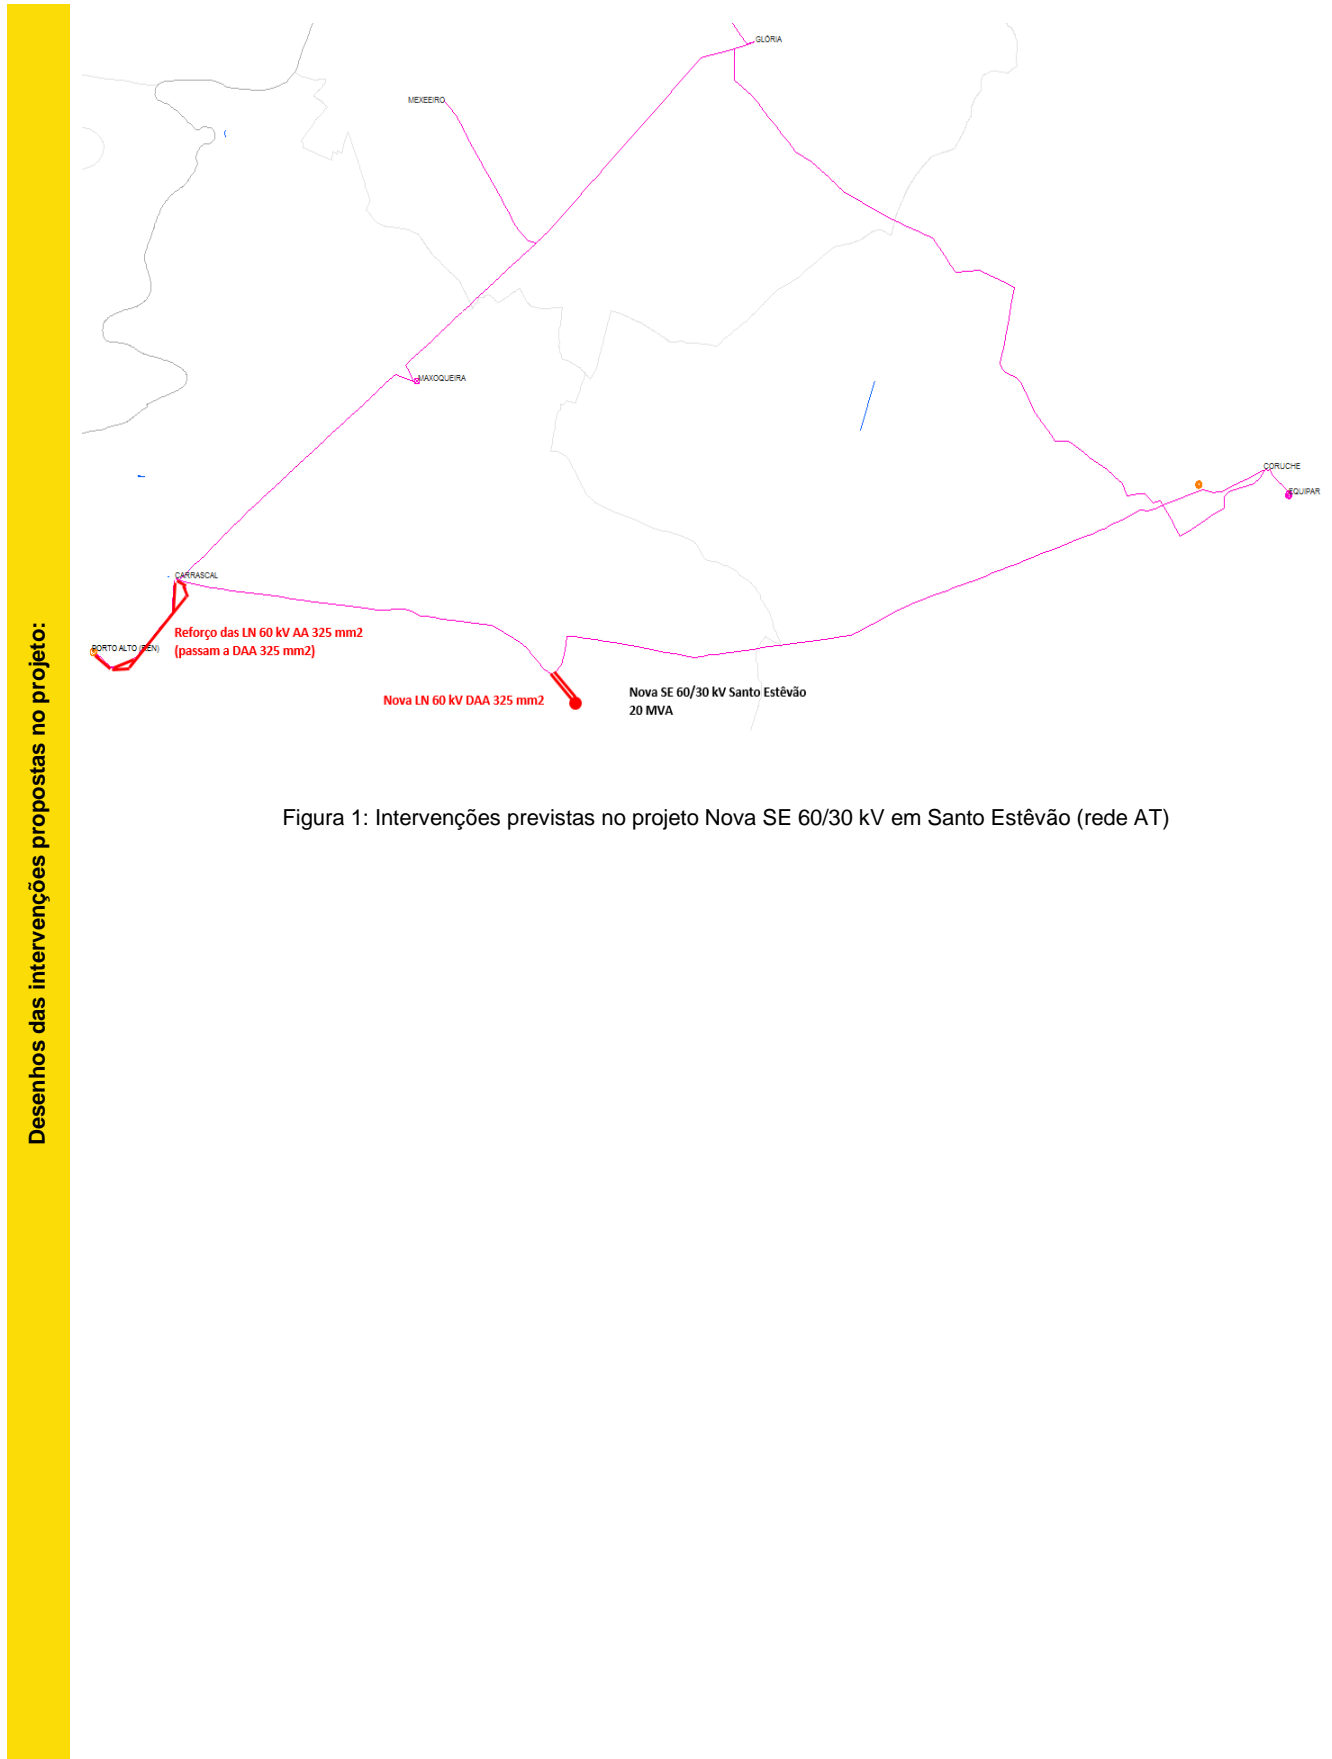 Desenhos das intervenções propostas no projeto:
GLÓRIA
MEXEEIRO
MAXOQUEIRA
CORUCHE
EQUIPAR
CARRASCAL
Reforço das LN 60 kV AA 325 mm2
(passam a DAA 325 mm2)
PORTO ALTO (REN)
Nova LN 60 kV DAA 325 mm2
Nova SE 60/30 kV Santo Estêvão
20 MVA
Figura 1: Intervenções previstas no projeto Nova SE 60/30 kV em Santo Estêvão (rede AT)